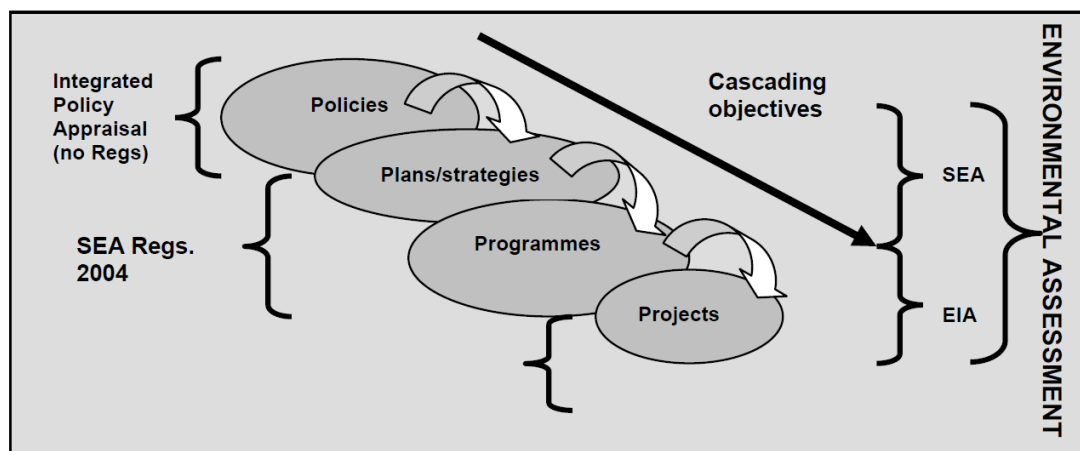 Integrated
Policy
Appraisal
(no Regs)
Policies
Cascading
objectives
Plans/strategies
SEA
SEA Regs.
2004
Programmes
Projects
EIA
ENVIRONMENTAL ASSESSMENT